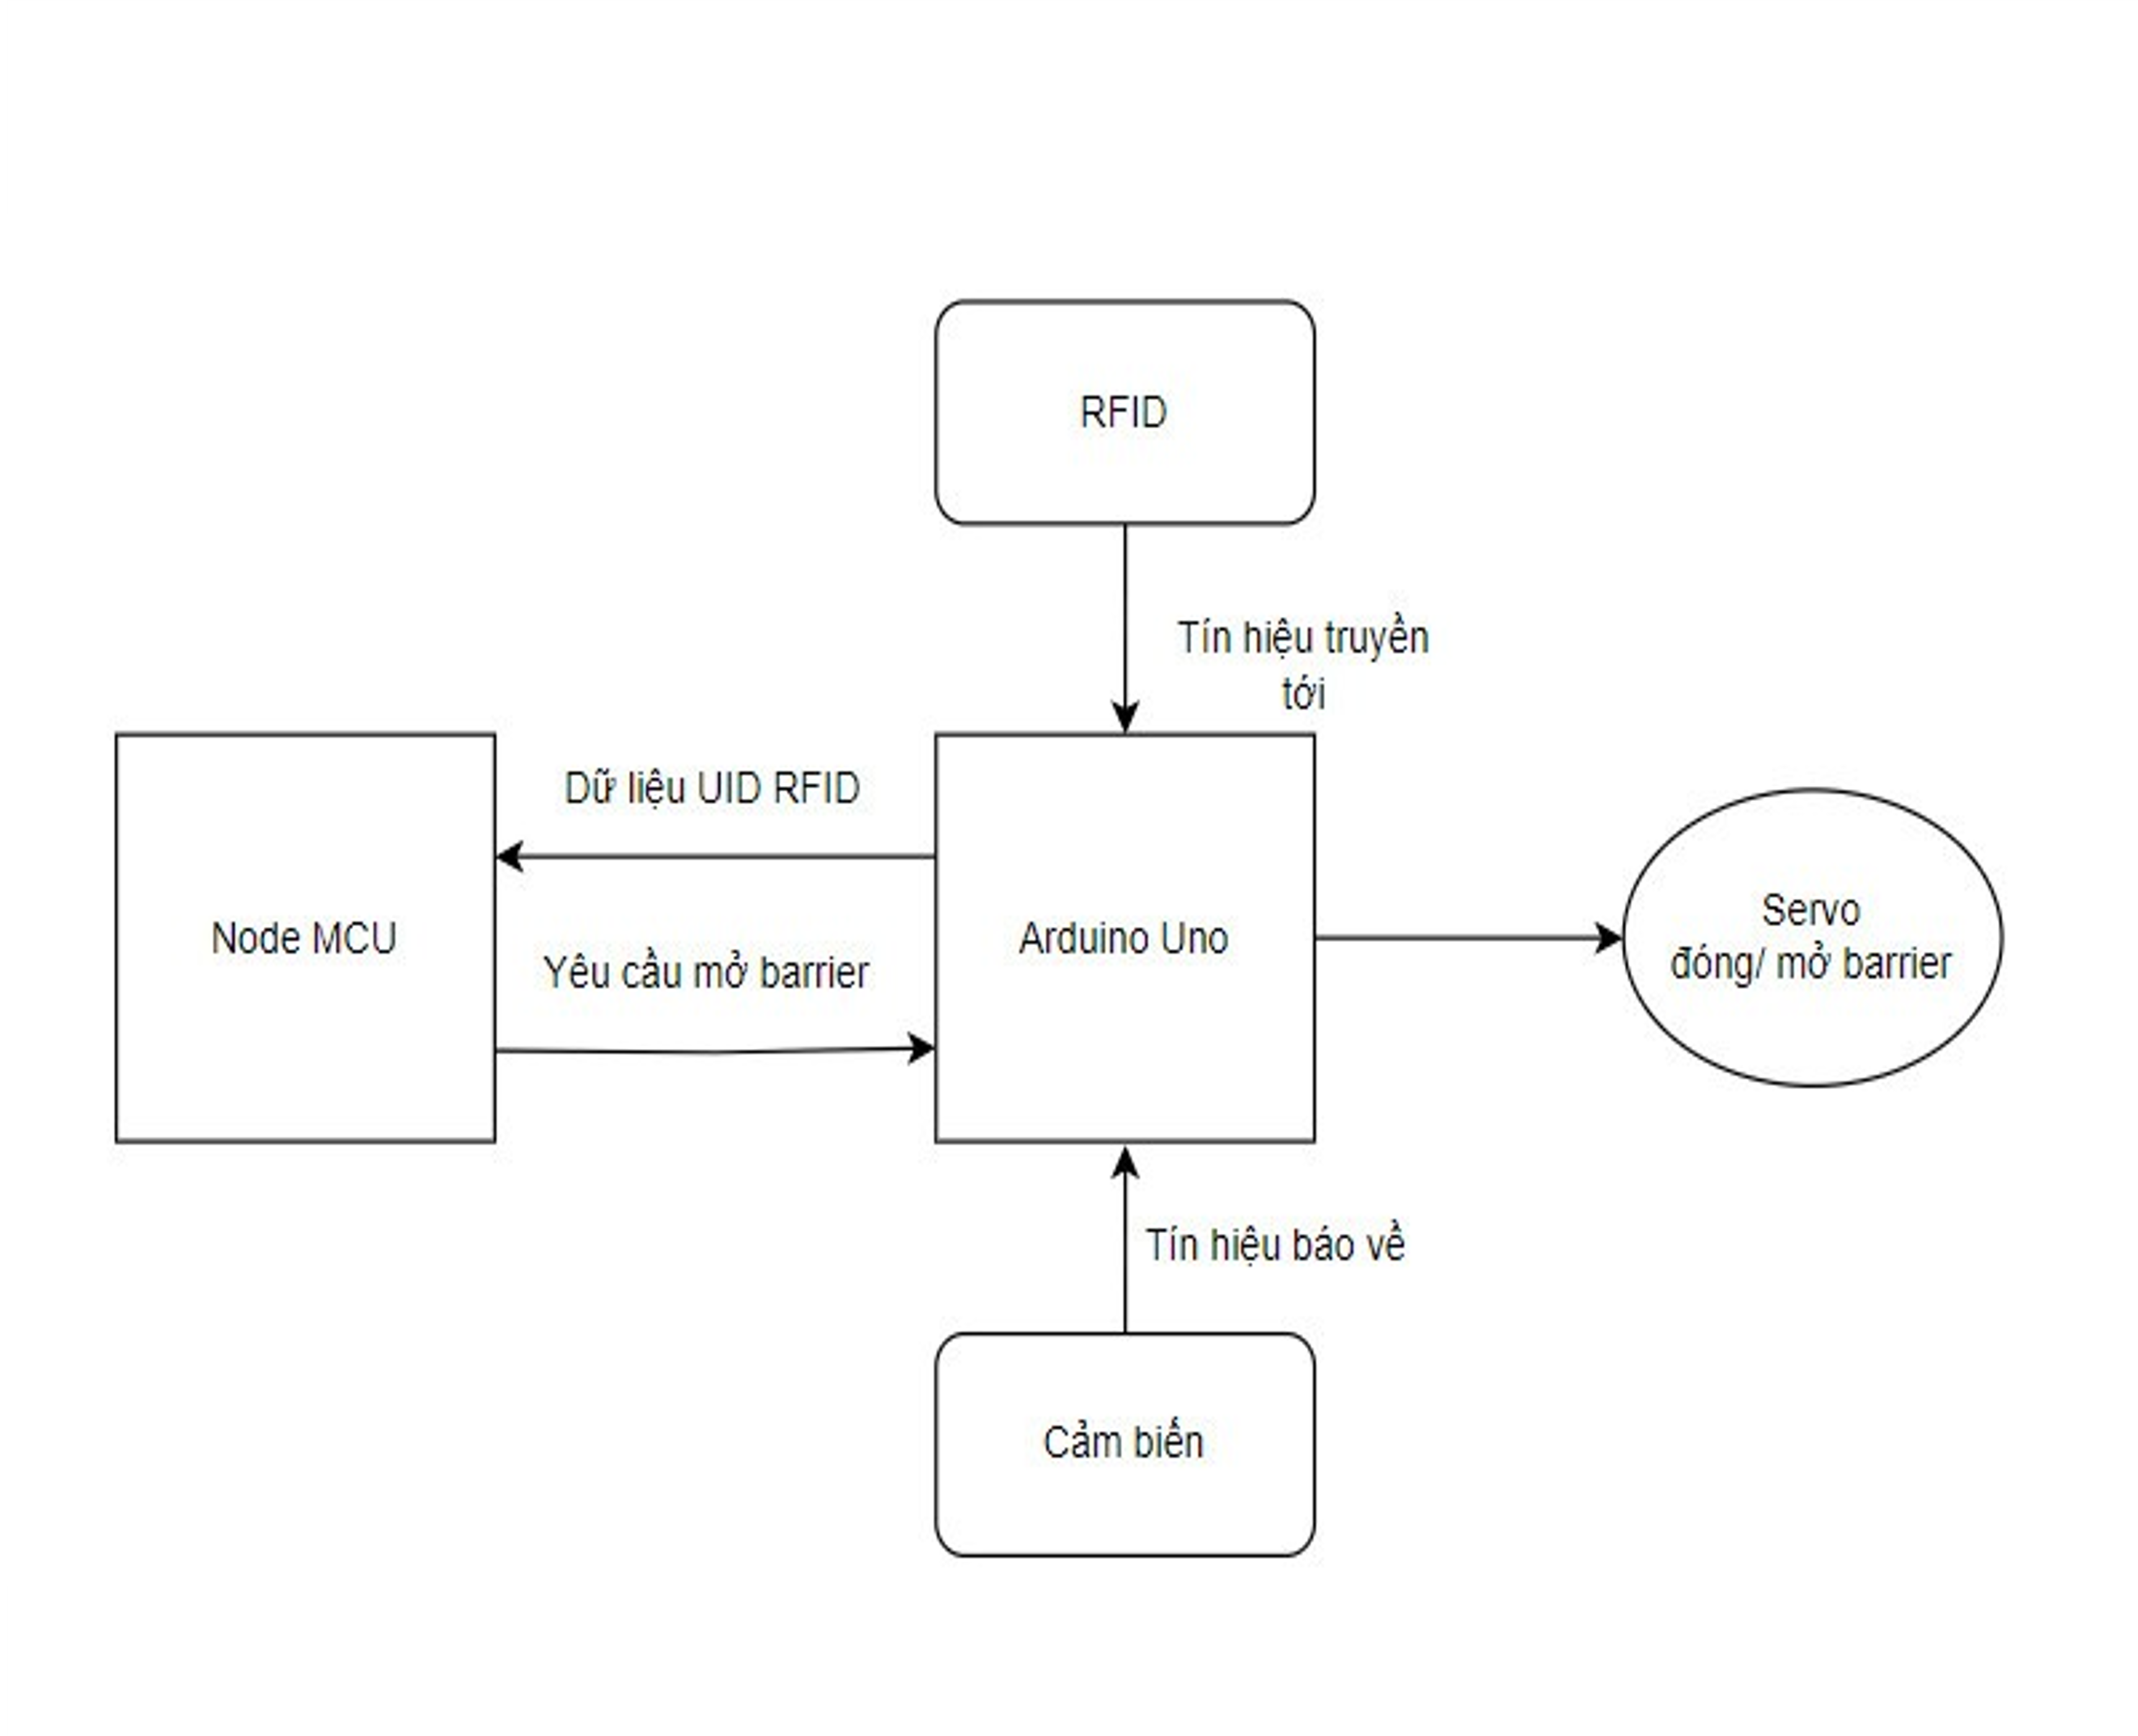 RFID
Tín hiệu truyền
tới
Dữ liệu UID RFID
Node MCU
Yêu cầu mở barrier
Arduino Uno
Servo
đóng/ mở barrier
Tín hiệu báo về
Cảm biến